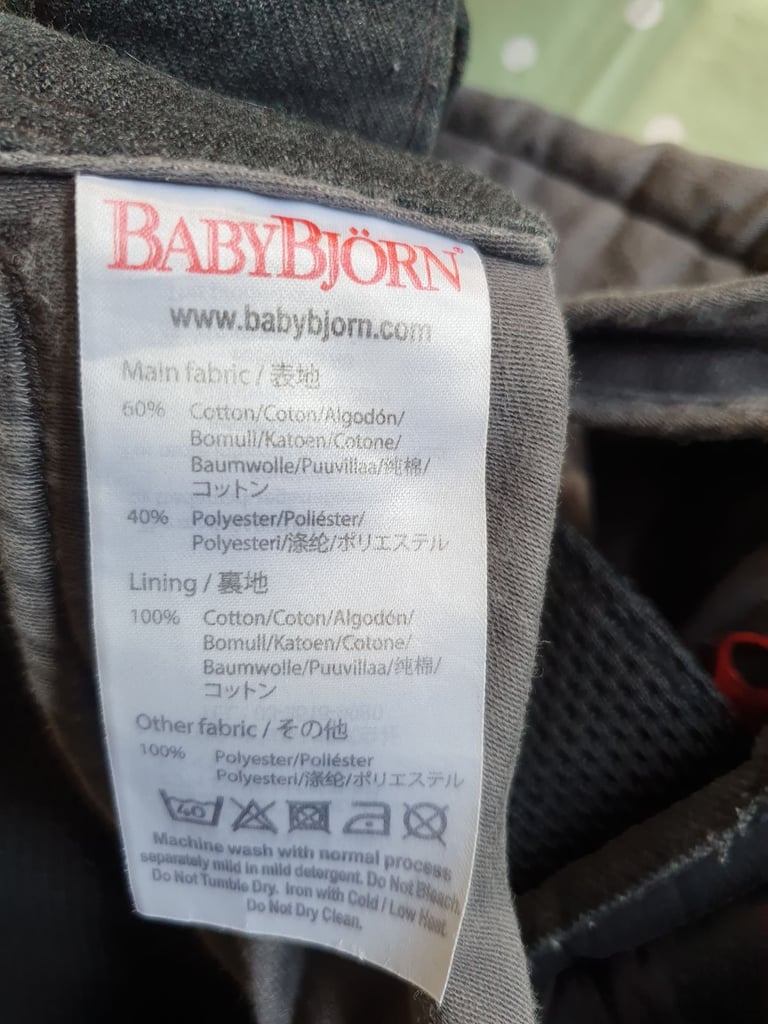 BABYBJÖRN
www.babybjorn.com
Main fabric / 表地
60% Cotton/Coton/Algodón/
Bomull/Katoen/Cotone/
Baumwolle/Puuvillaa/纯棉/
コットン
40% Polyester/Poliéster/
Polyesteri/涤纶/ポリエステル
Lining / 裏地
100% Cotton/Coton/Algodón/
Bomull/Katoen/Cotone/
Baumwolle/Puuvillaa/纯棉/
コットン
Other fabric / その他
100% Polyester/Poliéster
Polyesteri/涤纶/ポリエステル
40
Machine wash with normal process
separately mild in mild detergent. Do Not Bleach.
Do Not Tumble Dry. Iron with Cold / Low Heat.
Do Not Dry Clean.